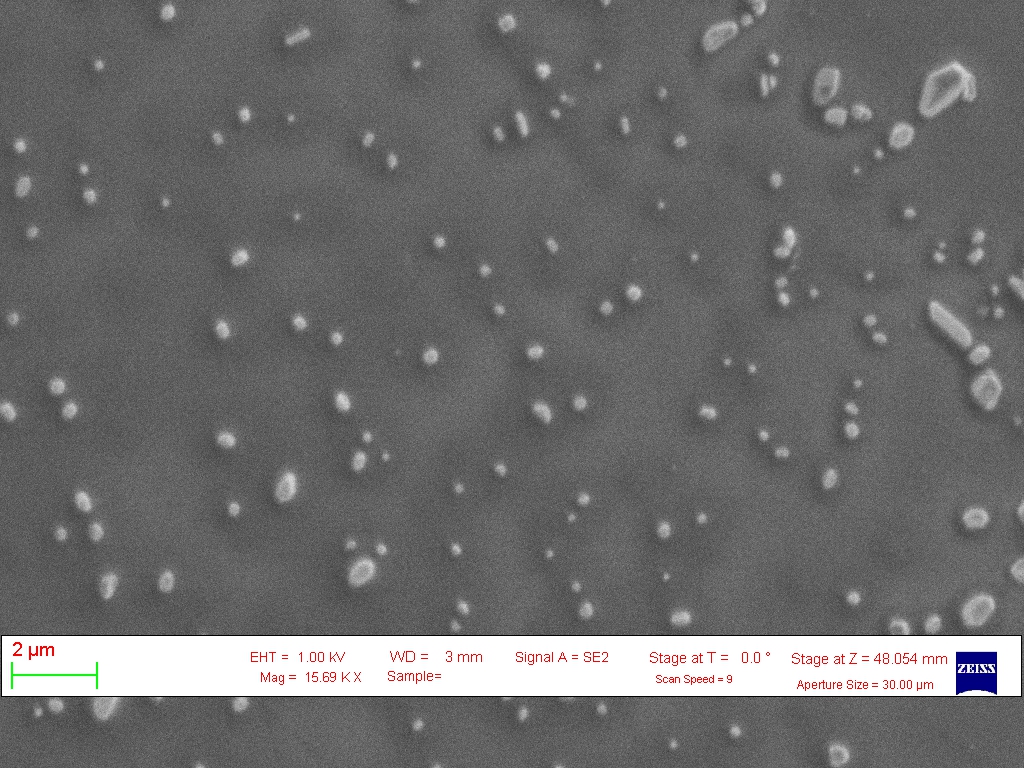 2 µm
EHT = 1.00 kV WD = 3 mm Signal A = SE2 Stage at T = 0.0 ° Stage at Z = 48.054 mm
Mag = 15.69 K X Sample= Scan Speed = 9 Aperture Size = 30.00 µm
ZEISS